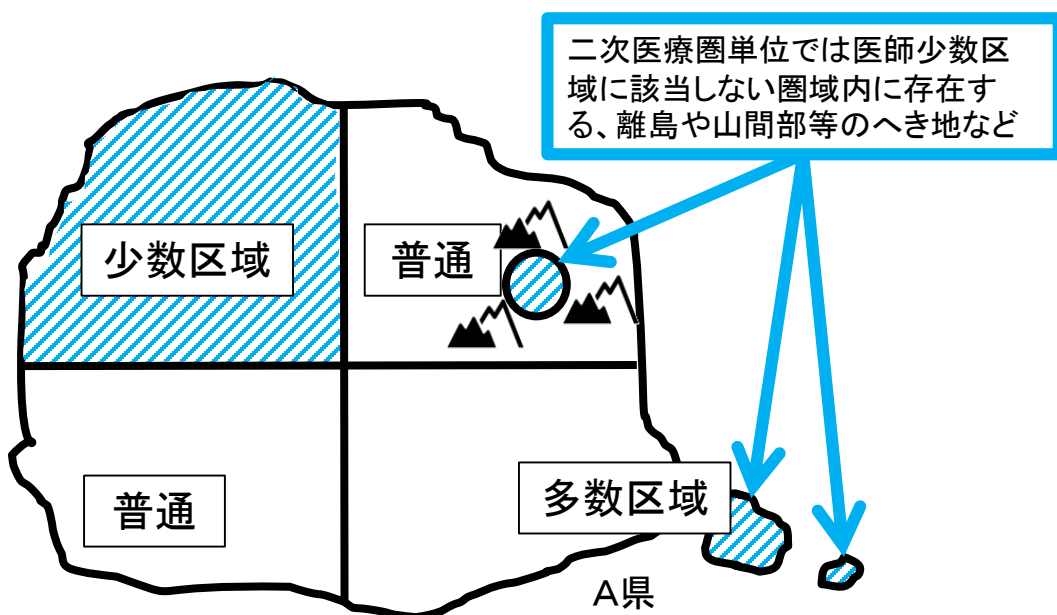 二次医療圏単位では医師少数区
域に該当しない圏域内に存在す
る、離島や山間部等のへき地など
少数区域
普通
普通
多数区域
A県